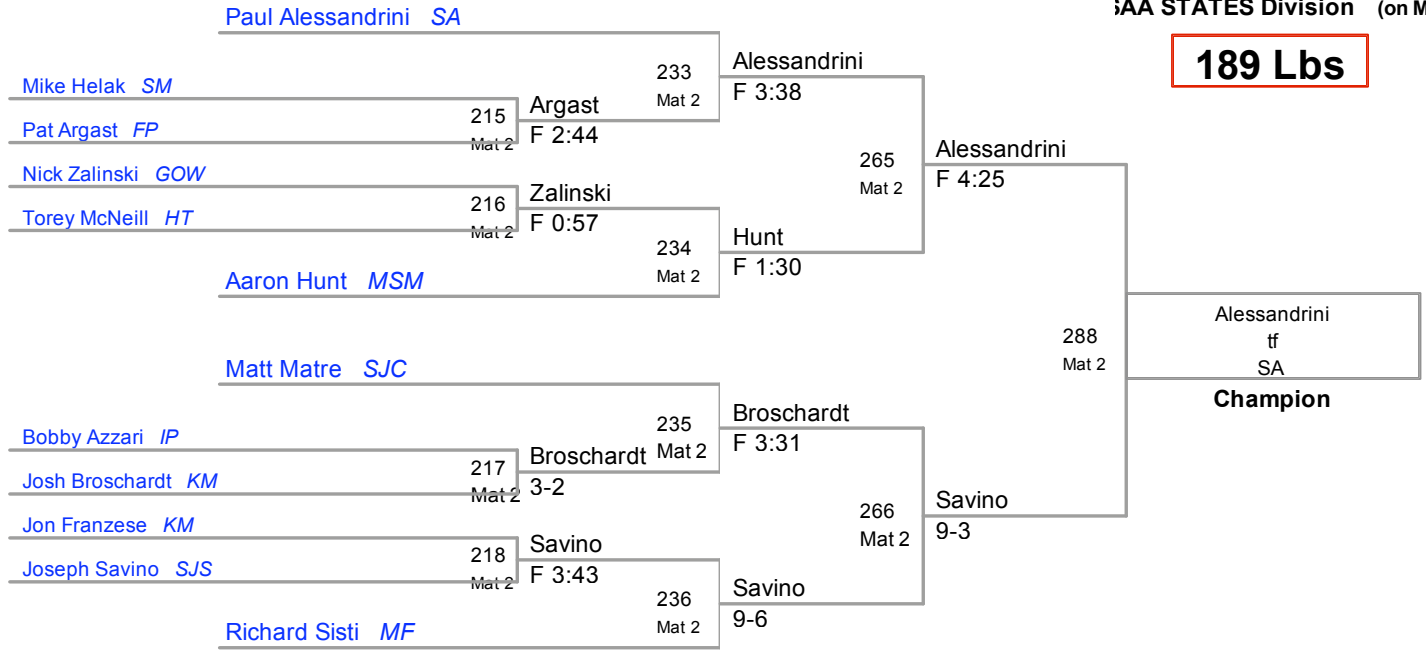 Paul Alessandrini SA
SAA STATES Division (on M
189 Lbs
233
Mat 2
Alessandrini
F 3:38
Mike Helak SM
215
Mat 2
Argast
F 2:44
Pat Argast FP
Nick Zalinski GOW
216
Mat 2
Zalinski
F 0:57
Torey McNeill HT
265
Mat 2
Alessandrini
F 4:25
234
Mat 2
Hunt
F 1:30
Aaron Hunt MSM
288
Mat 2
Alessandrini
tf
SA
Champion
Matt Matre SJC
235
Mat 2
Broschardt
F 3:31
Bobby Azzari IP
217
Mat 2
Broschardt
3-2
Josh Broschardt KM
Jon Franzese KM
218
Mat 2
Savino
F 3:43
Joseph Savino SJS
266
Mat 2
Savino
9-3
236
Mat 2
Savino
9-6
Richard Sisti MF